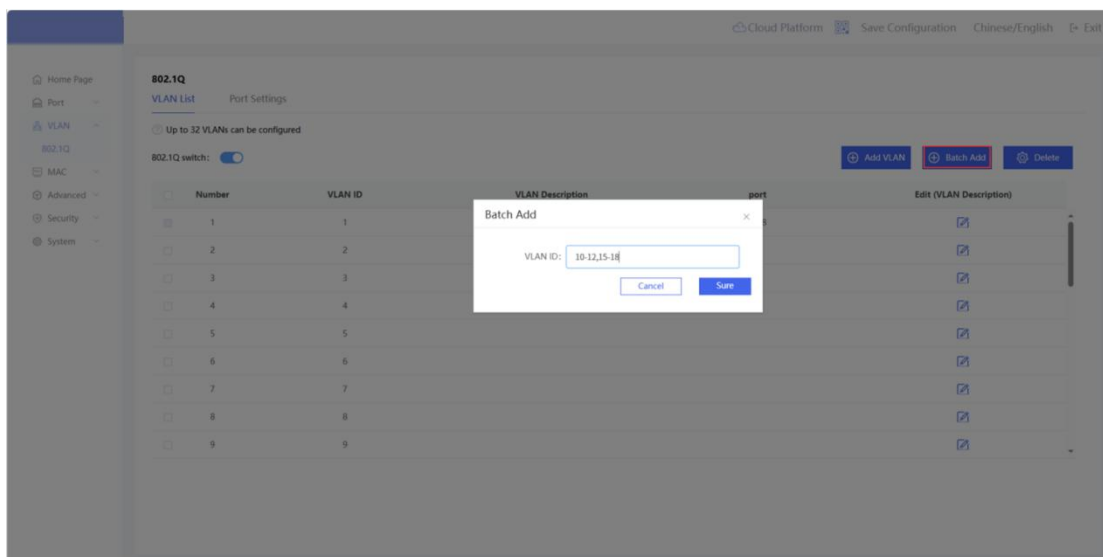 Cloud Platform Save Configuration Chinese/English Exit
Home Page
Port
VLAN
802.1Q
MAC
Advanced
Security
System
802.1Q
VLAN List Port Settings
Up to 32 VLANs can be configured
802.1Q switch:
Add VLAN Batch Add Delete
Number VLAN ID VLAN Description port Edit (VLAN Description)
1 1
2 2
3 3
4 4
5 5
6 6
7 7
8 8
9 9
Batch Add
VLAN ID: 10-12,15-18
Cancel Sure